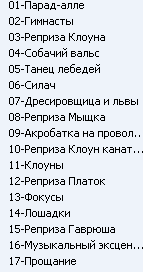 01-Парад-алле
02-Гимнасты
03-Реприза Клоуна
04-Собачий вальс
05-Танец лебедей
06-Силач
07-Дресировщица и львы
08-Реприза Мышка
09-Акробатка на провол...
10-Реприза Клоун канат...
11-Клоуны
12-Реприза Платок
13-Фокусы
14-Лошадки
15-Реприза Гаврюша
16-Музыкальный эксцен...
17-Прощание